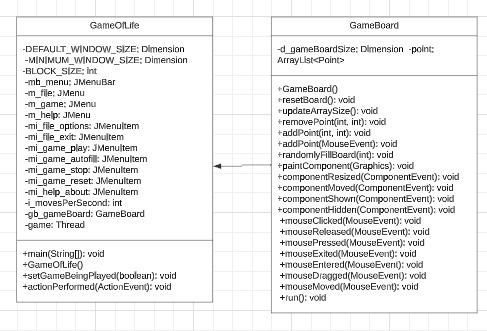 GameOfLife
-DEFAULT_WINDOW_SIZE; Dimension
-MINIMUM_WINDOW_SIZE; Dimension
-BLOCK_SIZE; int
-mb_menu; JMenuBar
-m_file; JMenu
-m_game; JMenu
-m_help; JMenu
-mi_file_options; JMenuItem
-mi_file_exit; JMenuItem
-mi_game_play; JMenuItem
-mi_game_autofill; JMenuItem
-mi_game_stop; JMenuItem
-mi_game_reset; JMenuItem
-mi_help_about; JMenuItem
-i_movesPerSecond; int
-gb_gameBoard; GameBoard
-game: Thread
+main(String[]); void
+GameOfLife()
+setGameBeingPlayed(boolean); void
+actionPerformed(ActionEvent); void
GameBoard
-d_gameBoardSize; Dimension -point;
ArrayList<Point>
+GameBoard()
+resetBoard(); void
+updateArraySize(); void
+removePoint(int, int); void
+addPoint(int, int); void
+addPoint(MouseEvent); void
+randomlyFillBoard(int); void
+paintComponent(Graphics); void
+componentResized(ComponentEvent); void
+componentMoved(ComponentEvent); void
+componentShown(ComponentEvent); void
+componentHidden(ComponentEvent); void
+mouseClicked(MouseEvent); void
+mouseReleased(MouseEvent); void
+mousePressed(MouseEvent); void
+mouseExited(MouseEvent); void
+mouseEntered(MouseEvent); void
+mouseDragged(MouseEvent); void
+mouseMoved(MouseEvent); void
+run(); void